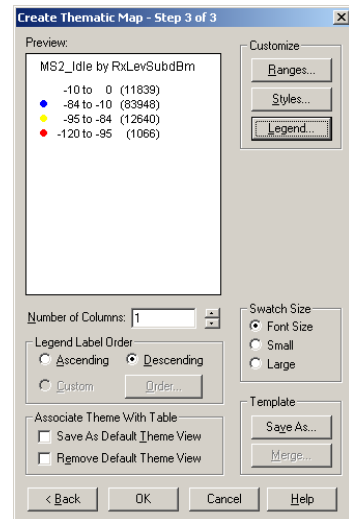 Create Thematic Map - Step 3 of 3
Preview:
MS2_Idle by RxLevSubdBm
-10 to 0 (11839)
-84 to -10 (83948)
-95 to -84 (12640)
-120 to -95 (1066)
Customize
Ranges...
Styles...
Legend...
Number of Columns: 1
Legend Label Order
Ascending Descending
Custom Order...
Swatch Size
Font Size
Small
Large
Associate Theme With Table
Save As Default Theme View
Remove Default Theme View
Template
Save As...
Merge...
< Back OK Cancel Help